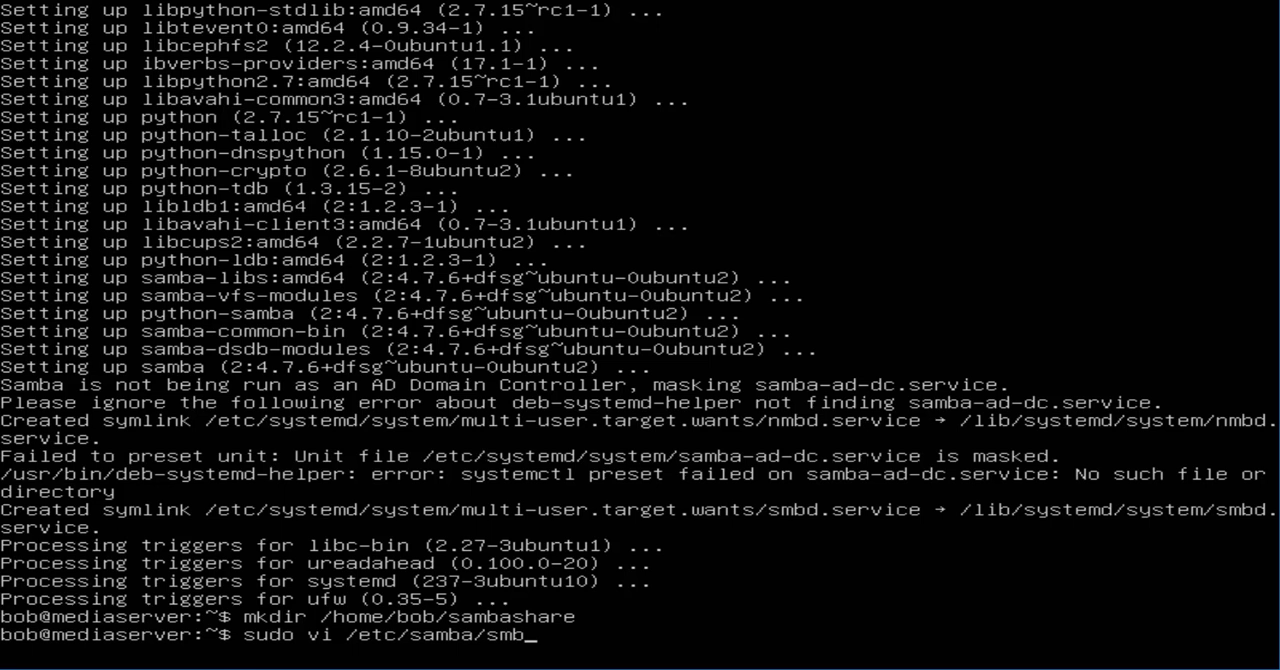 Setting up libpython-stdlib:amd64 (2.7.15~rc1-1) ...
Setting up libtevent0:amd64 (0.9.34-1) ...
Setting up libcephfs2 (12.2.4-0ubuntu1.1) ...
Setting up ibverbs-providers:amd64 (17.1-1) ...
Setting up libpython2.7:amd64 (2.7.15~rc1-1) ...
Setting up libavahi-common3:amd64 (0.7-3.1ubuntu1) ...
Setting up python (2.7.15~rc1-1) ...
Setting up python-talloc (2.1.10-2ubuntu1) ...
Setting up python-dnspython (1.15.0-1) ...
Setting up python-crypto (2.6.1-8ubuntu2) ...
Setting up python-tdb (1.3.15-2) ...
Setting up libldb1:amd64 (2:1.2.3-1) ...
Setting up libavahi-client3:amd64 (0.7-3.1ubuntu1) ...
Setting up libcups2:amd64 (2.2.7-1ubuntu2) ...
Setting up python-ldb:amd64 (2:1.2.3-1) ...
Setting up samba-libs:amd64 (2:4.7.6+dfsg~ubuntu-0ubuntu2) ...
Setting up samba-vfs-modules (2:4.7.6+dfsg~ubuntu-0ubuntu2) ...
Setting up python-samba (2:4.7.6+dfsg~ubuntu-0ubuntu2) ...
Setting up samba-common-bin (2:4.7.6+dfsg~ubuntu-0ubuntu2) ...
Setting up samba-dsdb-modules (2:4.7.6+dfsg~ubuntu-0ubuntu2) ...
Setting up samba (2:4.7.6+dfsg~ubuntu-0ubuntu2) ...
Samba is not being run as an AD Domain Controller, masking samba-ad-dc.service.
Please ignore the following error about deb-systemd-helper not finding samba-ad-dc.service.
Created symlink /etc/systemd/system/multi-user.target.wants/nmbd.service → /lib/systemd/system/nmbd.
service.
Failed to preset unit: Unit file /etc/systemd/system/samba-ad-dc.service is masked.
/usr/bin/deb-systemd-helper: error: systemctl preset failed on samba-ad-dc.service: No such file or
directory
Created symlink /etc/systemd/system/multi-user.target.wants/smbd.service → /lib/systemd/system/smbd.
service.
Processing triggers for libc-bin (2.27-3ubuntu1) ...
Processing triggers for ureadahead (0.100.0-20) ...
Processing triggers for systemd (237-3ubuntu10) ...
Processing triggers for ufw (0.35-5) ...
bob@mediaserver:~$ mkdir /home/bob/sambashare
bob@mediaserver:~$ sudo vi /etc/samba/smb_